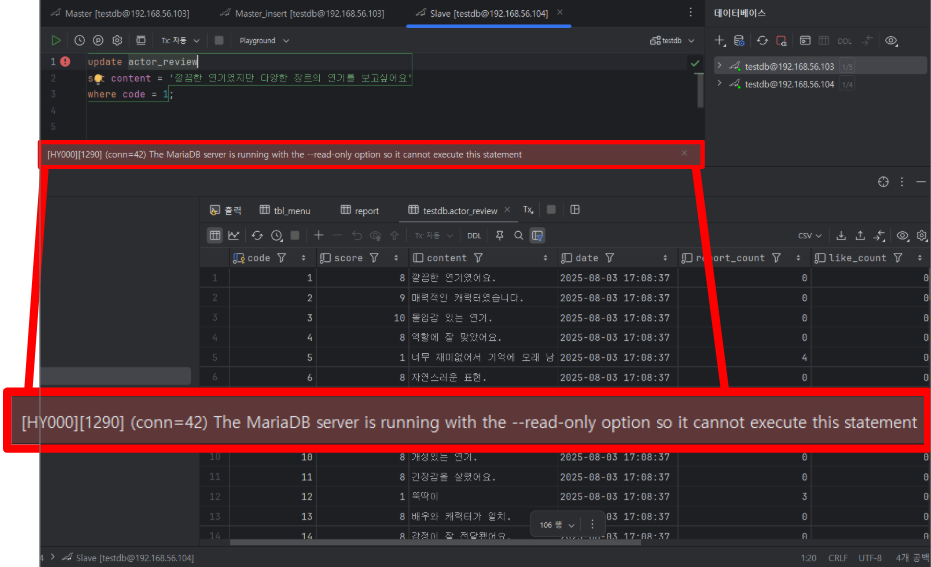 Master [testdb@192.168.56.103]
Master_insert [testdb@192.168.56.103]
Slave [testdb@192.168.56.104]
데이터베이스
Tx: 자동
Playground
testdb
DDL
1 update actor_review
2 set content = '깔끔한 연기였지만 다양한 장르의 연기를 보고싶어요'
3 where code = 1;
4
5
testdb@192.168.56.103 1/5
testdb@192.168.56.104 1/4
[HY000][1290] (conn=42) The MariaDB server is running with the --read-only option so it cannot execute this statement
출력
tbl_menu
report
testdb.actor_review
Tx
Tx: 자동
DDL
CSV
code score content date report_count like_count
1 1 8 깔끔한 연기였어요. 2025-08-03 17:08:37 0 0
2 2 9 매력적인 캐릭터였습니다. 2025-08-03 17:08:37 0 0
3 3 10 몰입감 있는 연기. 2025-08-03 17:08:37 0 0
4 4 8 역할에 잘 맞았어요. 2025-08-03 17:08:37 0 0
5 5 1 너무 재미없어서 기억에 오래 남 2025-08-03 17:08:37 4 0
6 6 8 자연스러운 표현. 2025-08-03 17:08:37 0 0
[HY000][1290] (conn=42) The MariaDB server is running with the --read-only option so it cannot execute this statement
10 10 8 개성있는 연기. 2025-08-03 17:08:37 0 0
11 11 8 긴장감을 살렸어요. 2025-08-03 17:08:37 0 0
12 12 1 뚝딱이 2025-08-03 17:08:37 3 0
13 13 8 배우와 캐릭터가 일치. 03 17:08:37 0 0
14 14 8 감정이 잘 전달됐어요. 17:08:37 0 0
106 행
Slave [testdb@192.168.56.104]
1:20 CRLF UTF-8 4개 공백